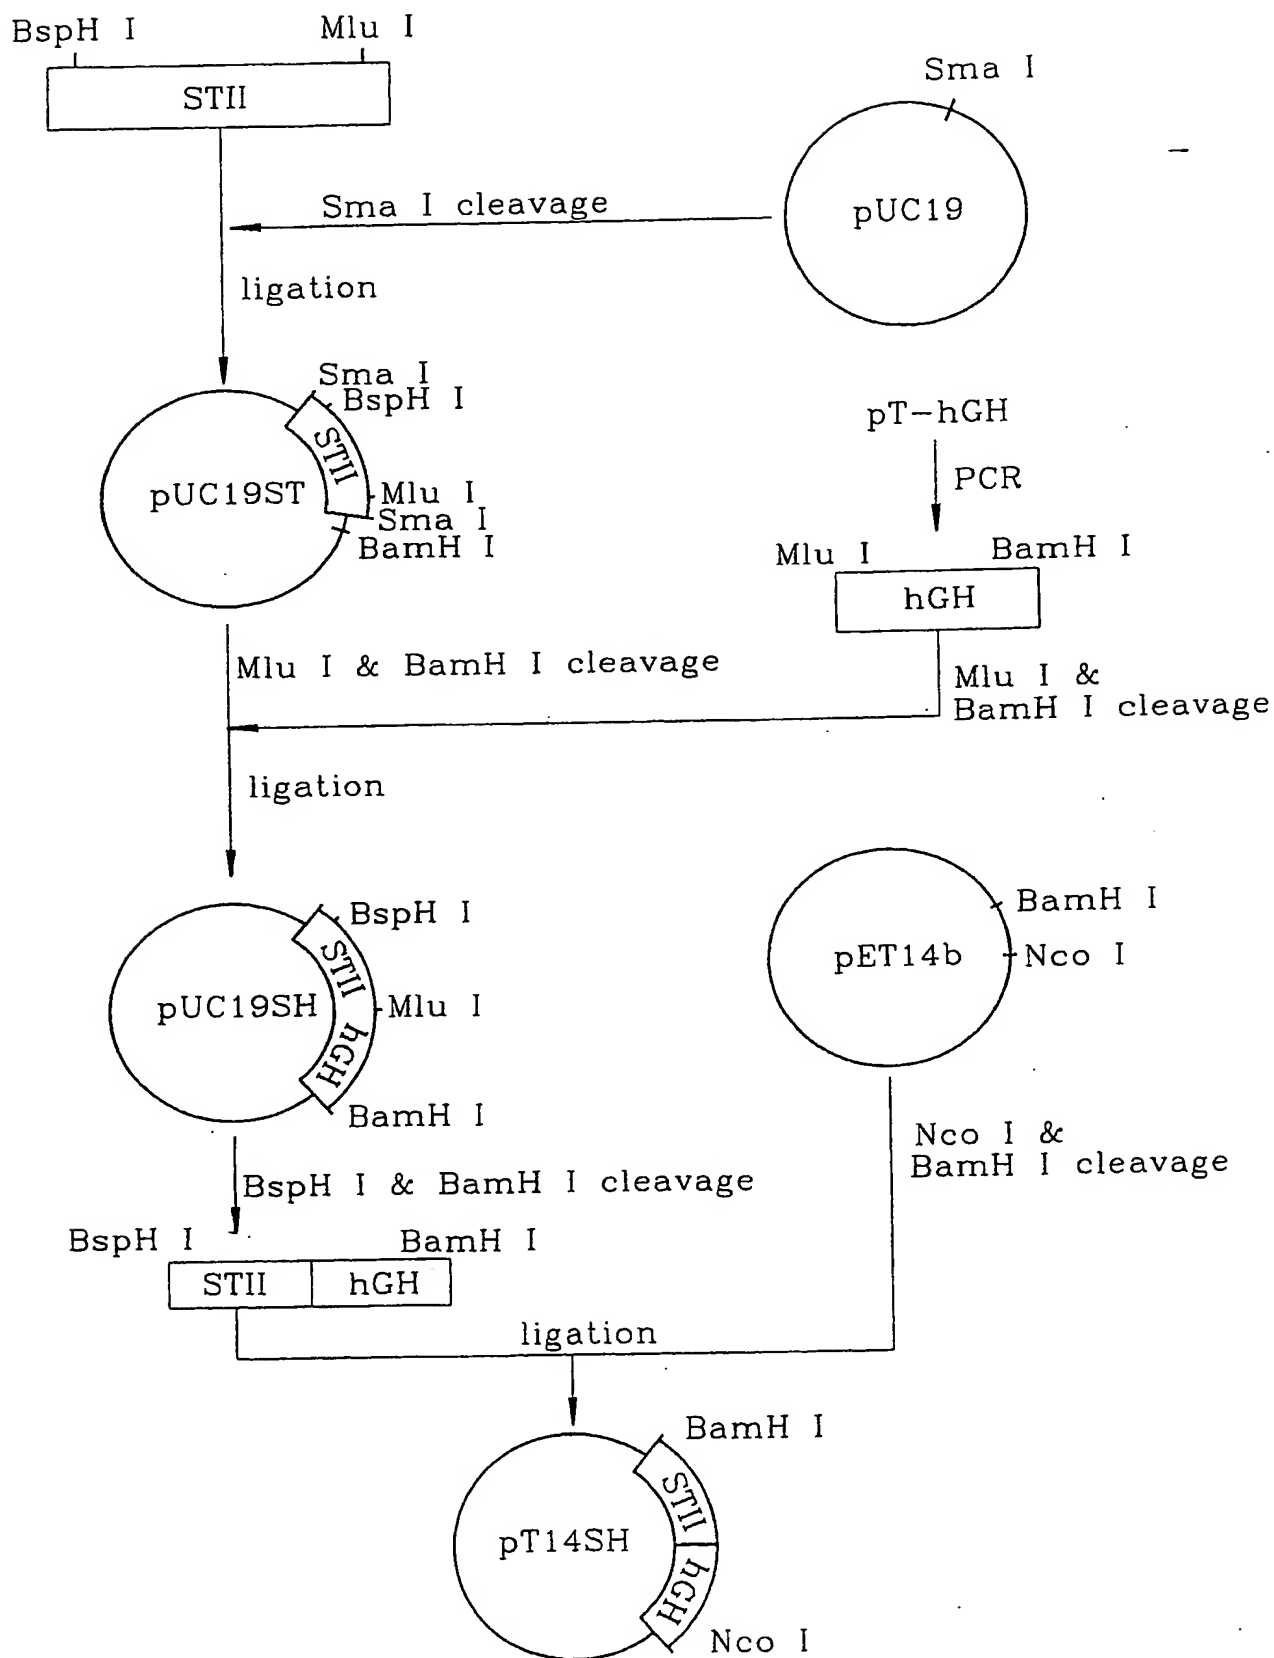 BspH I
Mlu I
STII
Sma I
pUC19
Sma I cleavage
ligation
Sma I
BspH I
STII
pUC19ST
Mlu I
Sma I
BamH I
pT-hGH
PCR
Mlu I
BamH I
hGH
Mlu I & BamH I cleavage
Mlu I &
BamH I cleavage
ligation
BspH I
STII
pUC19SH
Mlu I
hGH
BamH I
BamH I
pET14b
Nco I
Nco I &
BamH I cleavage
BspH I & BamH I cleavage
BspH I
BamH I
STII
hGH
ligation
BamH I
STII
pT14SH
hGH
Nco I